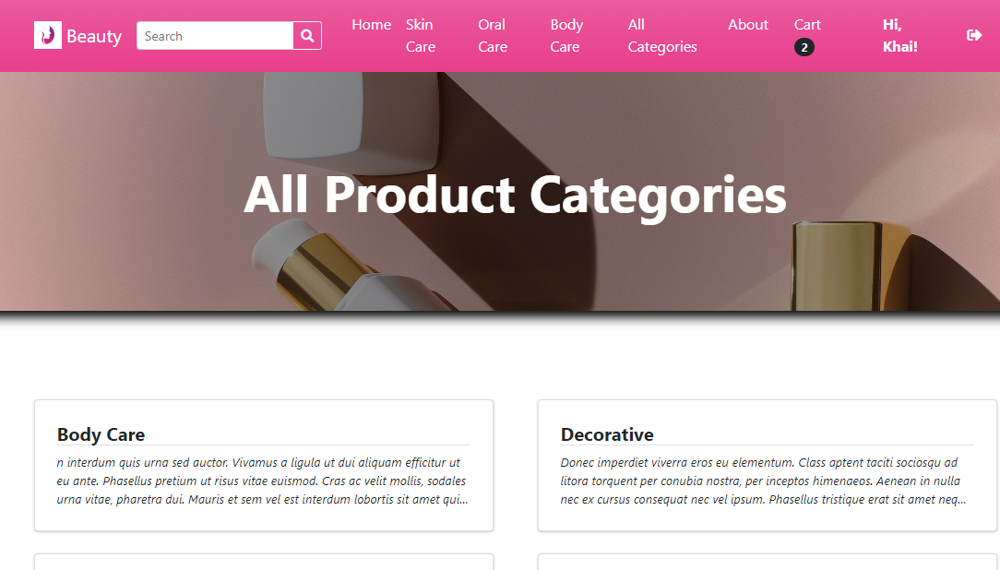 Beauty
Search
Home
Skin Care
Oral Care
Body Care
All Categories
About
Cart 2
Hi, Khai!
All Product Categories
Body Care
n interdum quis urna sed auctor. Vivamus a ligula ut dui aliquam efficitur ut
eu ante. Phasellus pretium ut risus vitae euismod. Cras ac velit mollis, sodales
urna vitae, pharetra dui. Mauris et sem vel est interdum lobortis sit amet qui...
Decorative
Donec imperdiet viverra eros eu elementum. Class aptent taciti sociosqu ad
litora torquent per conubia nostra, per inceptos himenaeos. Aenean in nulla
nec ex cursus consequat nec vel ipsum. Phasellus tristique erat sit amet neq...